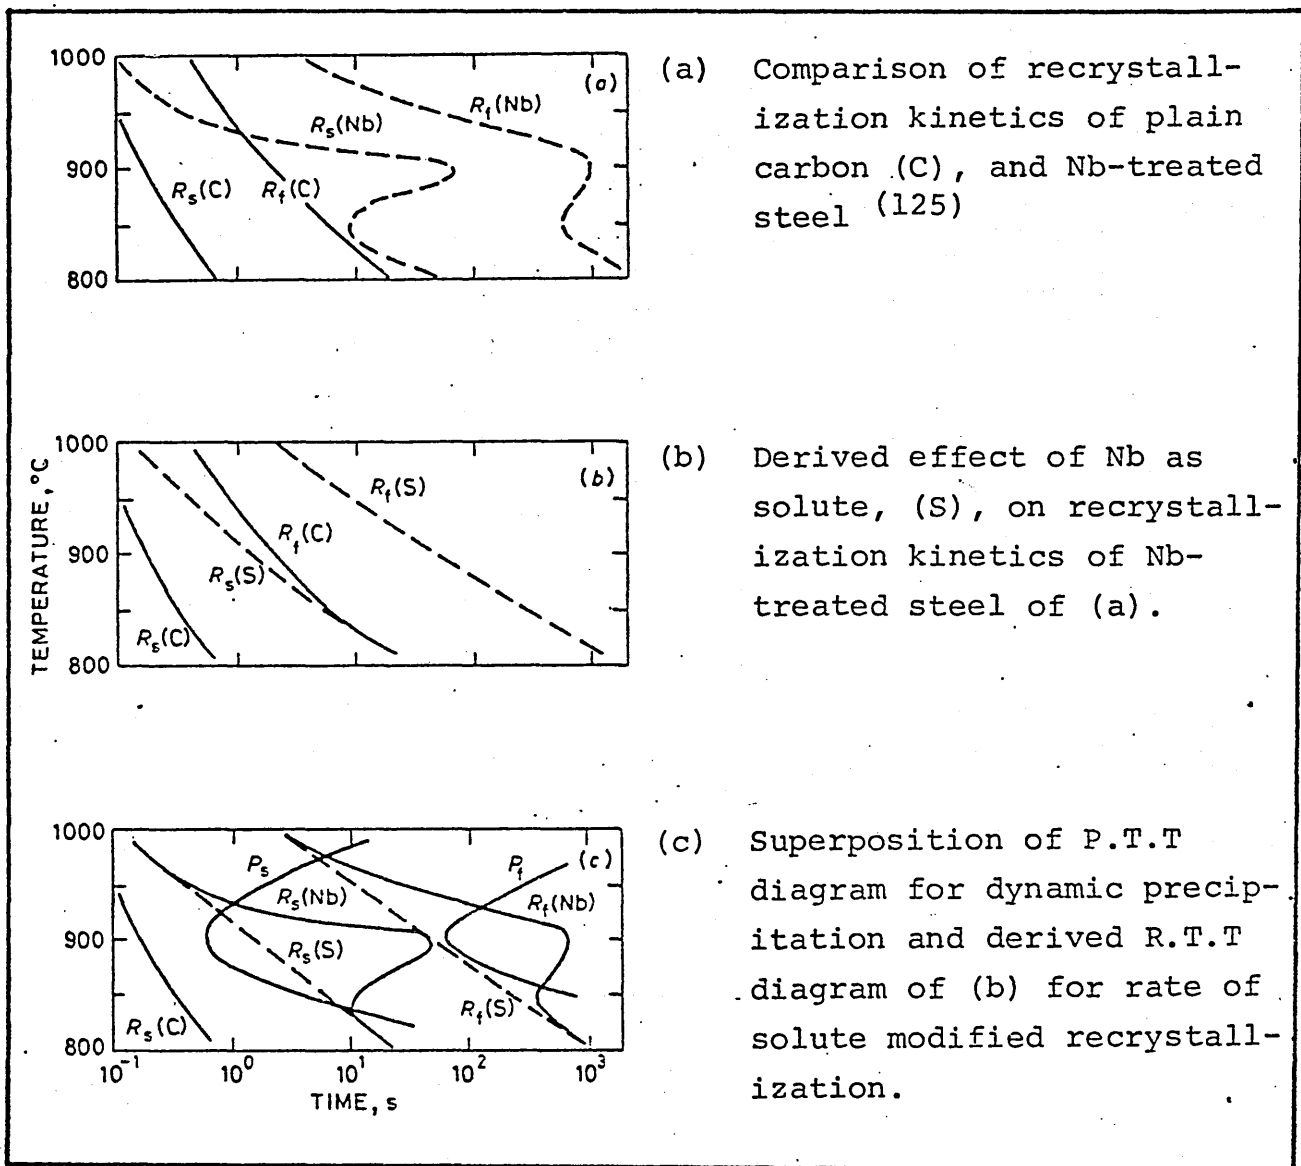 1000
900
800
(a)
R_s(Nb)
R_f(Nb)
R_s(C)
R_f(C)
(a) Comparison of recrystall-
ization kinetics of plain
carbon (C), and Nb-treated
steel (125)
TEMPERATURE, °C
1000
900
800
(b)
R_f(S)
R_f(C)
R_s(S)
R_s(C)
(b) Derived effect of Nb as
solute, (S), on recrystall-
ization kinetics of Nb-
treated steel of (a).
1000
900
800
(c)
P_s
P_f
R_s(Nb)
R_f(Nb)
R_s(S)
R_f(S)
R_s(C)
10^-1 10^0 10^1 10^2 10^3
TIME, s
(c) Superposition of P.T.T
diagram for dynamic precip-
itation and derived R.T.T
diagram of (b) for rate of
solute modified recrystall-
ization.